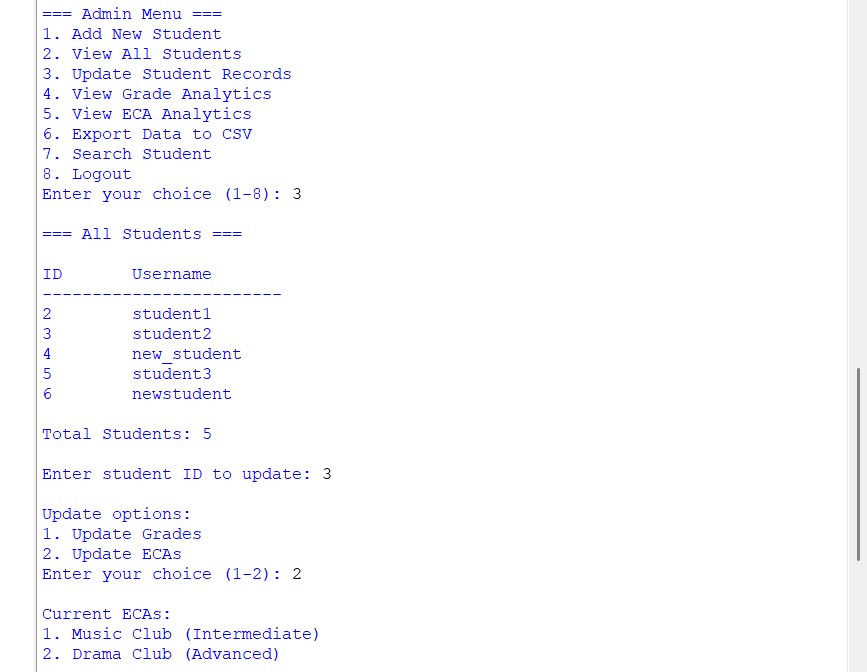 === Admin Menu ===
1. Add New Student
2. View All Students
3. Update Student Records
4. View Grade Analytics
5. View ECA Analytics
6. Export Data to CSV
7. Search Student
8. Logout
Enter your choice (1-8): 3
=== All Students ===
ID Username
------------------------
2 student1
3 student2
4 new_student
5 student3
6 newstudent
Total Students: 5
Enter student ID to update: 3
Update options:
1. Update Grades
2. Update ECAs
Enter your choice (1-2): 2
Current ECAs:
1. Music Club (Intermediate)
2. Drama Club (Advanced)